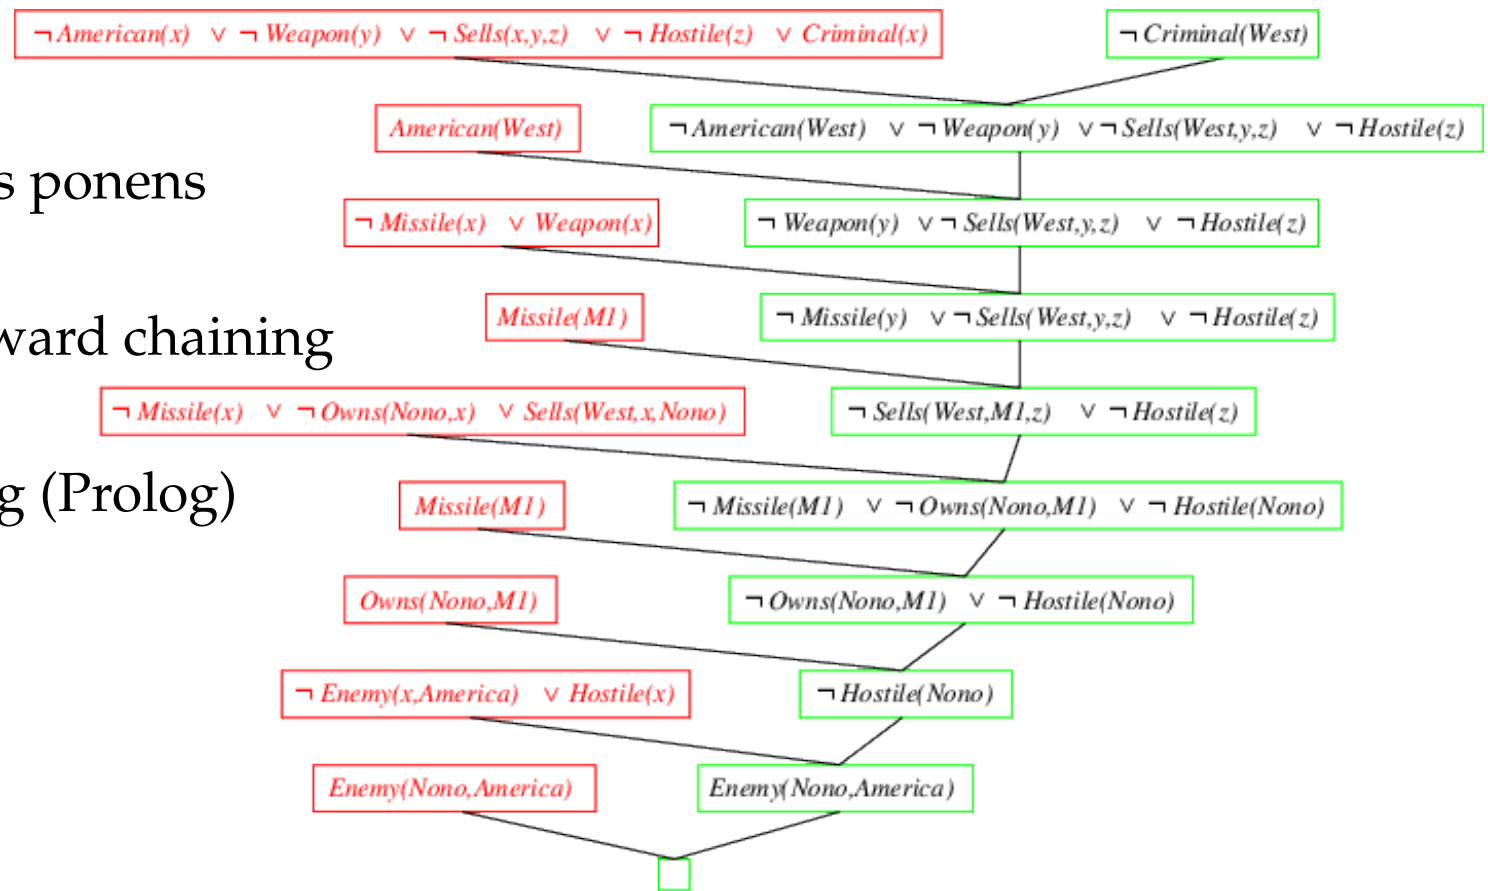 ¬ American(x) ∨ ¬ Weapon(y) ∨ ¬ Sells(x,y,z) ∨ ¬ Hostile(z) ∨ Criminal(x)
¬ Criminal(West)
American(West)
¬ American(West) ∨ ¬ Weapon(y) ∨ ¬ Sells(West,y,z) ∨ ¬ Hostile(z)
s ponens
¬ Missile(x) ∨ Weapon(x)
¬ Weapon(y) ∨ ¬ Sells(West,y,z) ∨ ¬ Hostile(z)
ward chaining
Missile(M1)
¬ Missile(y) ∨ ¬ Sells(West,y,z) ∨ ¬ Hostile(z)
¬ Missile(x) ∨ ¬ Owns(Nono,x) ∨ Sells(West,x,Nono)
¬ Sells(West,M1,z) ∨ ¬ Hostile(z)
g (Prolog)
Missile(M1)
¬ Missile(M1) ∨ ¬ Owns(Nono,M1) ∨ ¬ Hostile(Nono)
Owns(Nono,M1)
¬ Owns(Nono,M1) ∨ ¬ Hostile(Nono)
¬ Enemy(x,America) ∨ Hostile(x)
¬ Hostile(Nono)
Enemy(Nono,America)
Enemy(Nono,America)